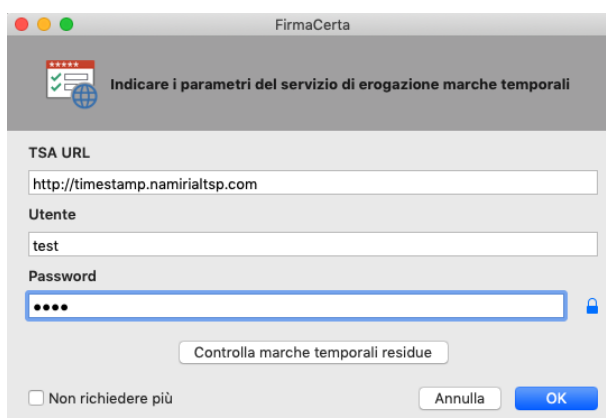 FirmaCerta
Indicare i parametri del servizio di erogazione marche temporali
TSA URL
http://timestamp.namirialtsp.com
Utente
test
Password
••••
Controlla marche temporali residue
Non richiedere più
Annulla
OK